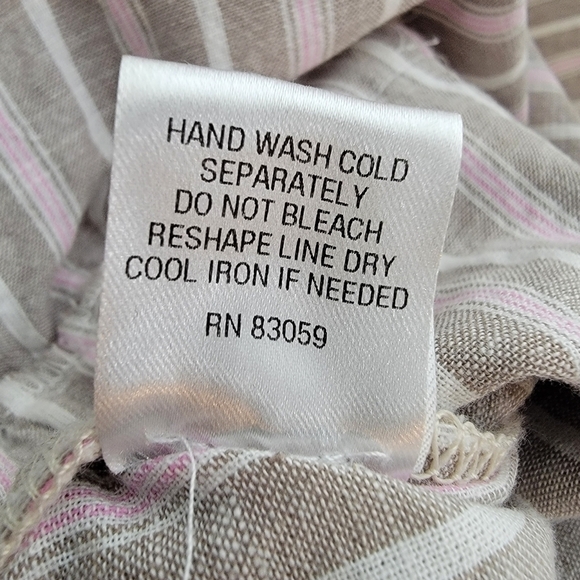 HAND WASH COLD
SEPARATELY
DO NOT BLEACH
RESHAPE LINE DRY
COOL IRON IF NEEDED
RN 83059